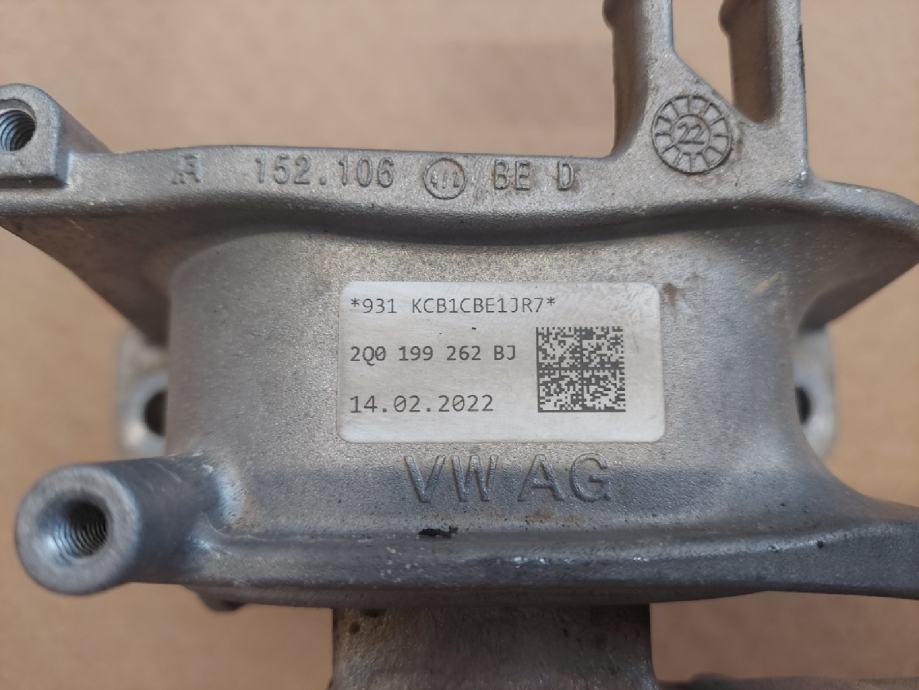 22
152.106 BE D
*931 KCB1CBE1JR7*
2Q0 199 262 BJ
14.02.2022
VW AG